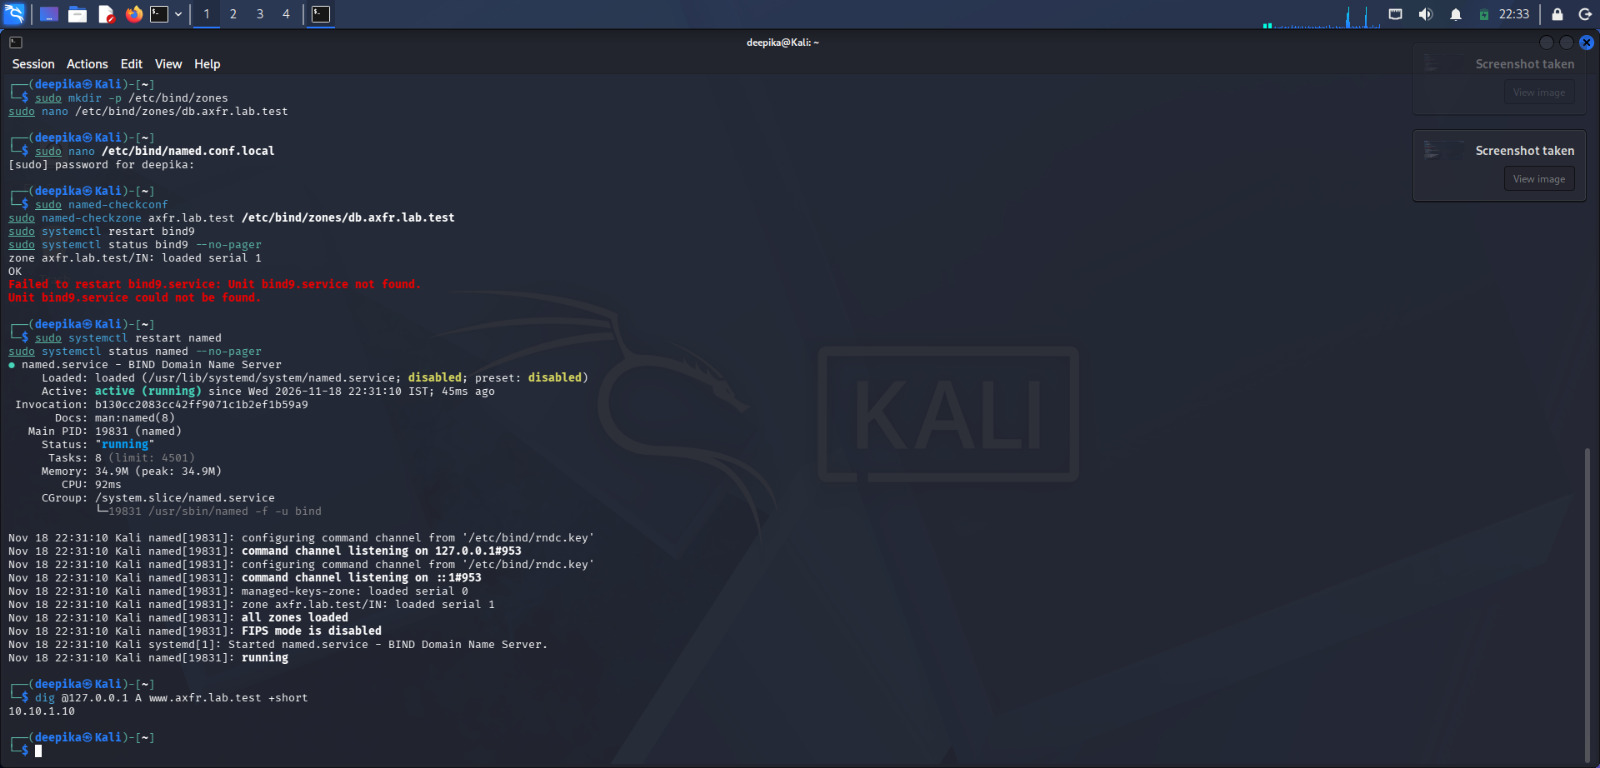 1 2 3 4 22:33
deepika@Kali: ~
Session Actions Edit View Help
Screenshot taken
View image
Screenshot taken
View image
┌──(deepika㉿Kali)-[~]
└─$ sudo mkdir -p /etc/bind/zones
sudo nano /etc/bind/zones/db.axfr.lab.test
┌──(deepika㉿Kali)-[~]
└─$ sudo nano /etc/bind/named.conf.local
[sudo] password for deepika:
┌──(deepika㉿Kali)-[~]
└─$ sudo named-checkconf
sudo named-checkzone axfr.lab.test /etc/bind/zones/db.axfr.lab.test
sudo systemctl restart bind9
sudo systemctl status bind9 --no-pager
zone axfr.lab.test/IN: loaded serial 1
OK
Failed to restart bind9.service: Unit bind9.service not found.
Unit bind9.service could not be found.
┌──(deepika㉿Kali)-[~]
└─$ sudo systemctl restart named
sudo systemctl status named --no-pager
● named.service - BIND Domain Name Server
Loaded: loaded (/usr/lib/systemd/system/named.service; disabled; preset: disabled)
Active: active (running) since Wed 2026-11-18 22:31:10 IST; 45ms ago
Invocation: b130cc2083cc42ff9071c1b2ef1b59a9
Docs: man:named(8)
Main PID: 19831 (named)
Status: "running"
Tasks: 8 (limit: 4501)
Memory: 34.9M (peak: 34.9M)
CPU: 92ms
CGroup: /system.slice/named.service
└─19831 /usr/sbin/named -f -u bind
Nov 18 22:31:10 Kali named[19831]: configuring command channel from '/etc/bind/rndc.key'
Nov 18 22:31:10 Kali named[19831]: command channel listening on 127.0.0.1#953
Nov 18 22:31:10 Kali named[19831]: configuring command channel from '/etc/bind/rndc.key'
Nov 18 22:31:10 Kali named[19831]: command channel listening on ::1#953
Nov 18 22:31:10 Kali named[19831]: managed-keys-zone: loaded serial 0
Nov 18 22:31:10 Kali named[19831]: zone axfr.lab.test/IN: loaded serial 1
Nov 18 22:31:10 Kali named[19831]: all zones loaded
Nov 18 22:31:10 Kali named[19831]: FIPS mode is disabled
Nov 18 22:31:10 Kali systemd[1]: Started named.service - BIND Domain Name Server.
Nov 18 22:31:10 Kali named[19831]: running
┌──(deepika㉿Kali)-[~]
└─$ dig @127.0.0.1 A www.axfr.lab.test +short
10.10.1.10
┌──(deepika㉿Kali)-[~]
└─$
KALI